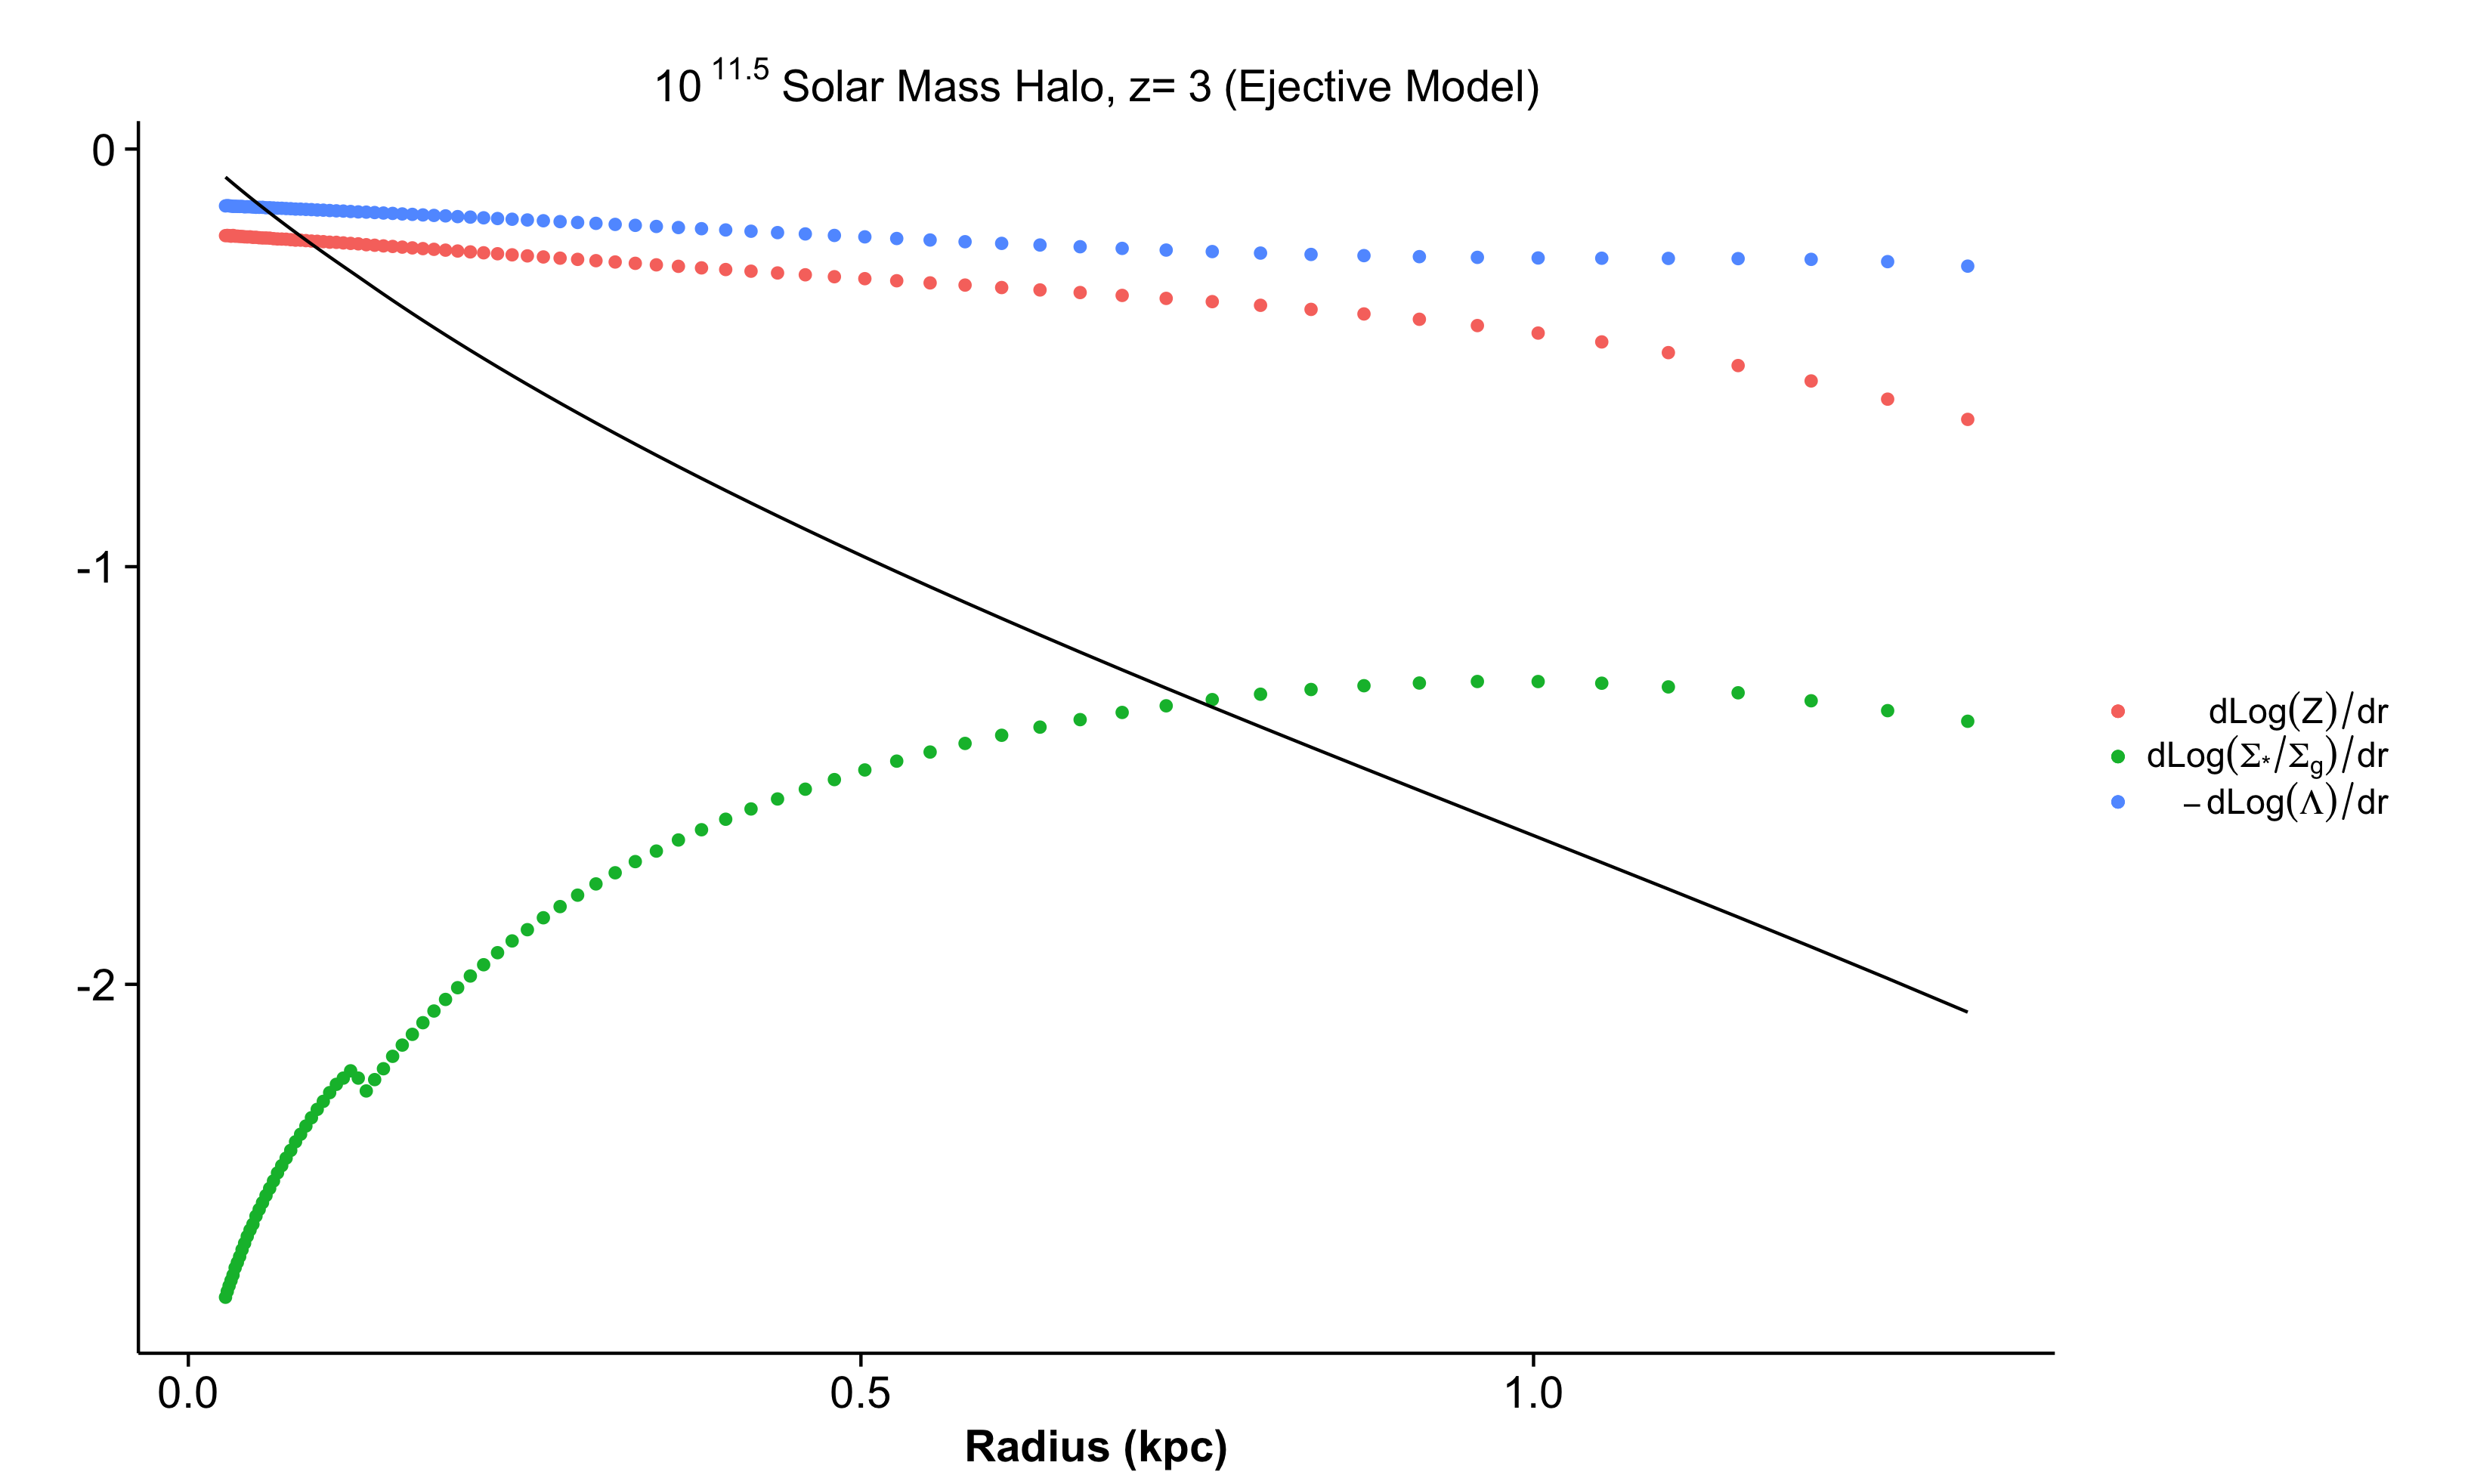 10 11.5 Solar Mass Halo, z= 3 (Ejective Model)
0
-1
-2
0.0 0.5 1.0
Radius (kpc)
dLog(Z)/dr
dLog(Σ*/Σg)/dr
– dLog(Λ)/dr